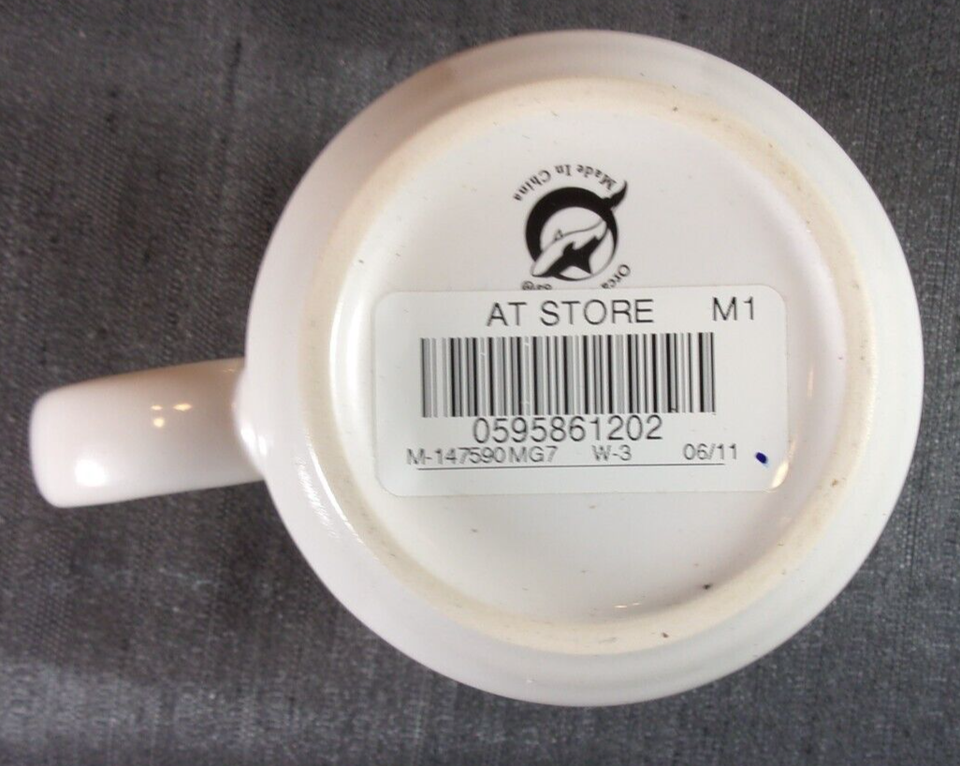 Made In China
Orca
AT STORE M1
0595861202
M-147590MG7 W-3 06/11